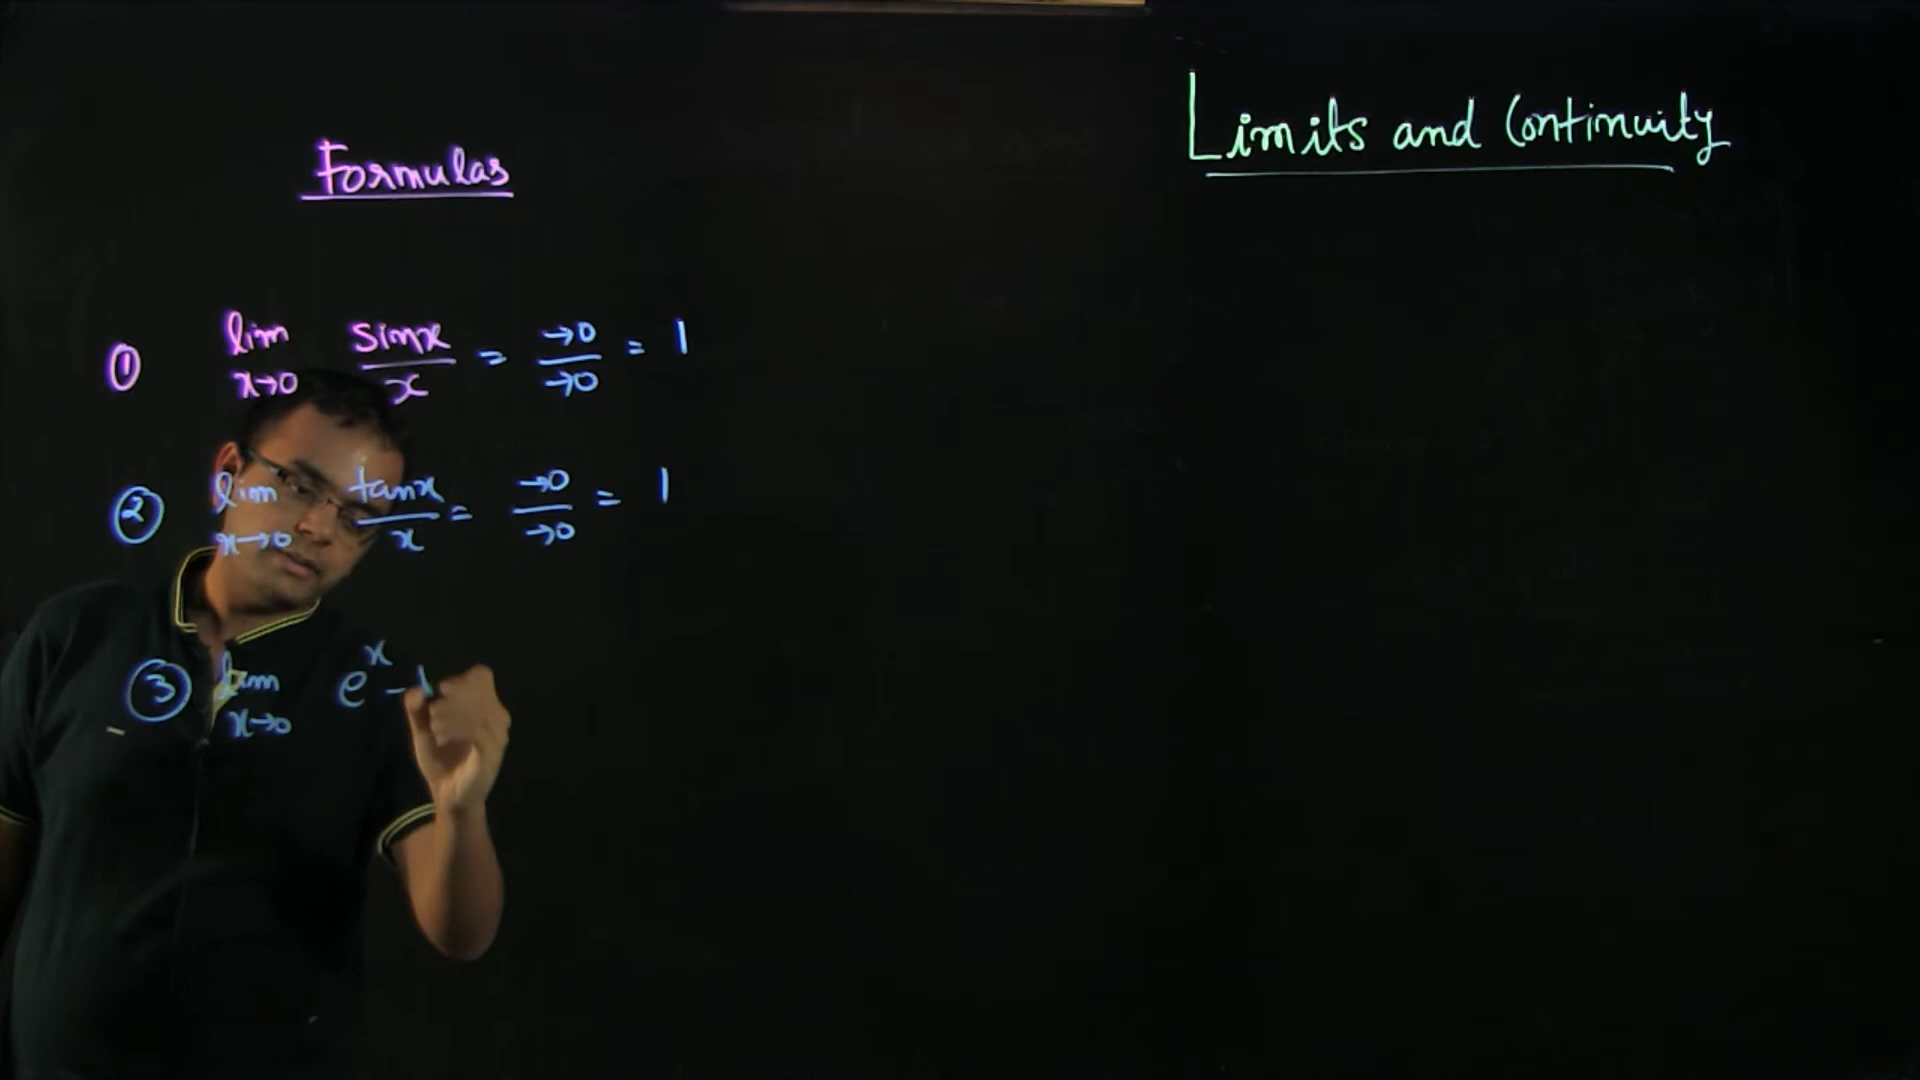 Limits and Continuity
Formulas
① lim x→0 sinx/x = →0/→0 = 1
② lim x→0 tanx/x = →0/→0 = 1
③ lim x→0 e^x - 1